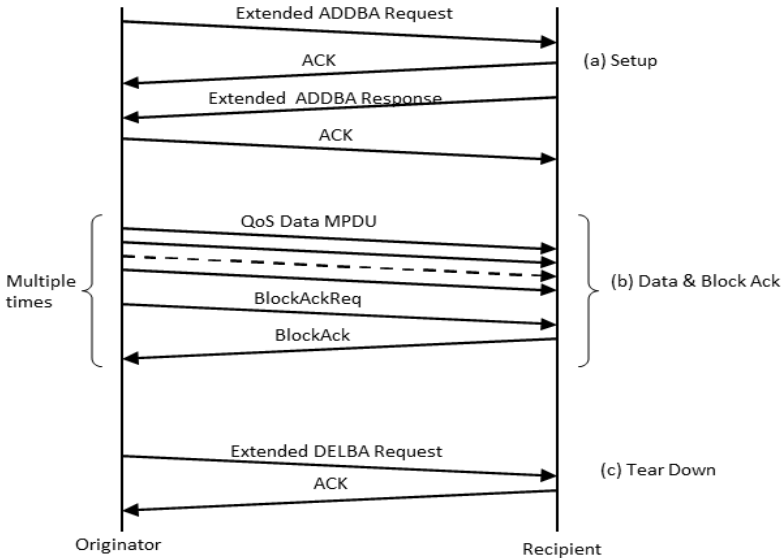 Extended ADDBA Request
ACK
(a) Setup
Extended ADDBA Response
ACK
QoS Data MPDU
Multiple
times
(b) Data & Block Ack
BlockAckReq
BlockAck
Extended DELBA Request
(c) Tear Down
ACK
Originator
Recipient